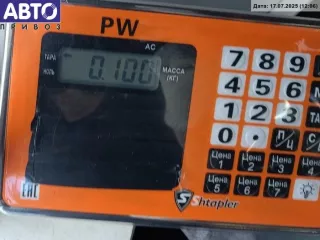 АВТО
ПРИВОЗ
Дата: 17.07.2025 (12:06)
PW
AC
ТАРА
НОЛЬ
0.100
МАССА
(КГ)
7 8 9
4 5 6
1 2 3
0 .
Цена 1
Цена 2
Цена 3
Цена 5
Цена 6
Цена 7
EAC
Shtapler